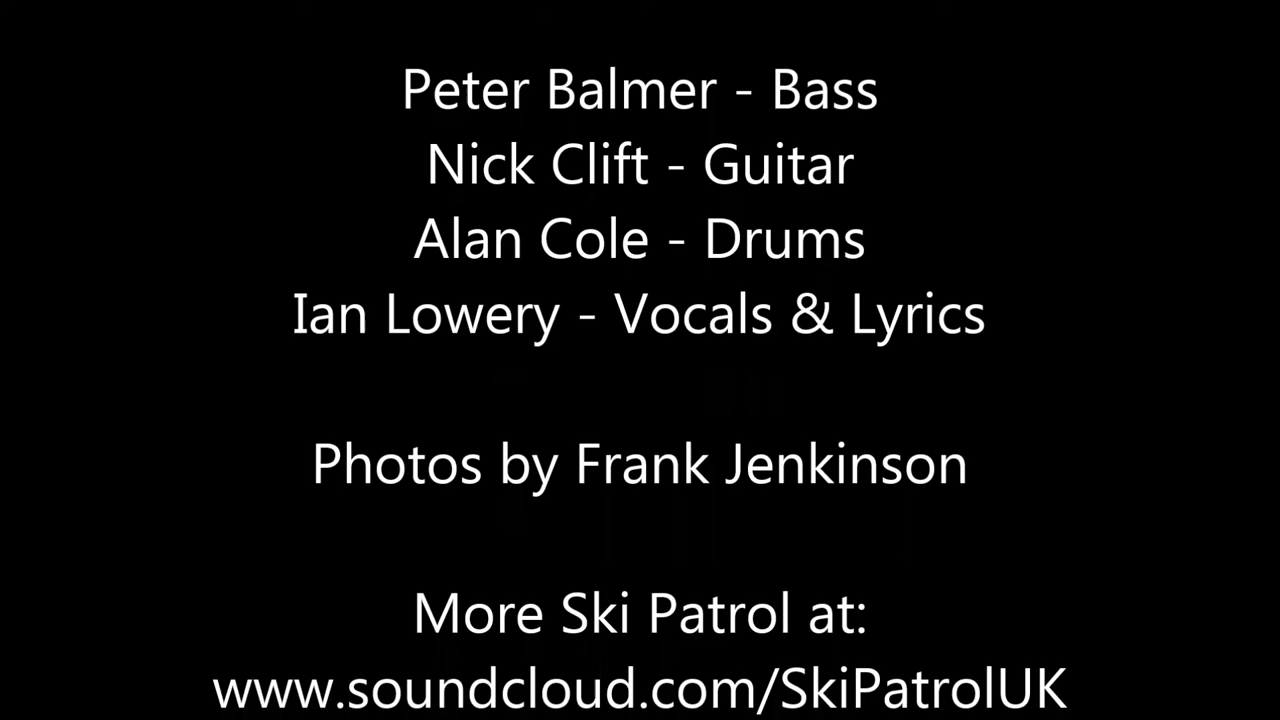 Peter Balmer - Bass
Nick Clift - Guitar
Alan Cole - Drums
Ian Lowery - Vocals & Lyrics
Photos by Frank Jenkinson
More Ski Patrol at:
www.soundcloud.com/SkiPatrolUK